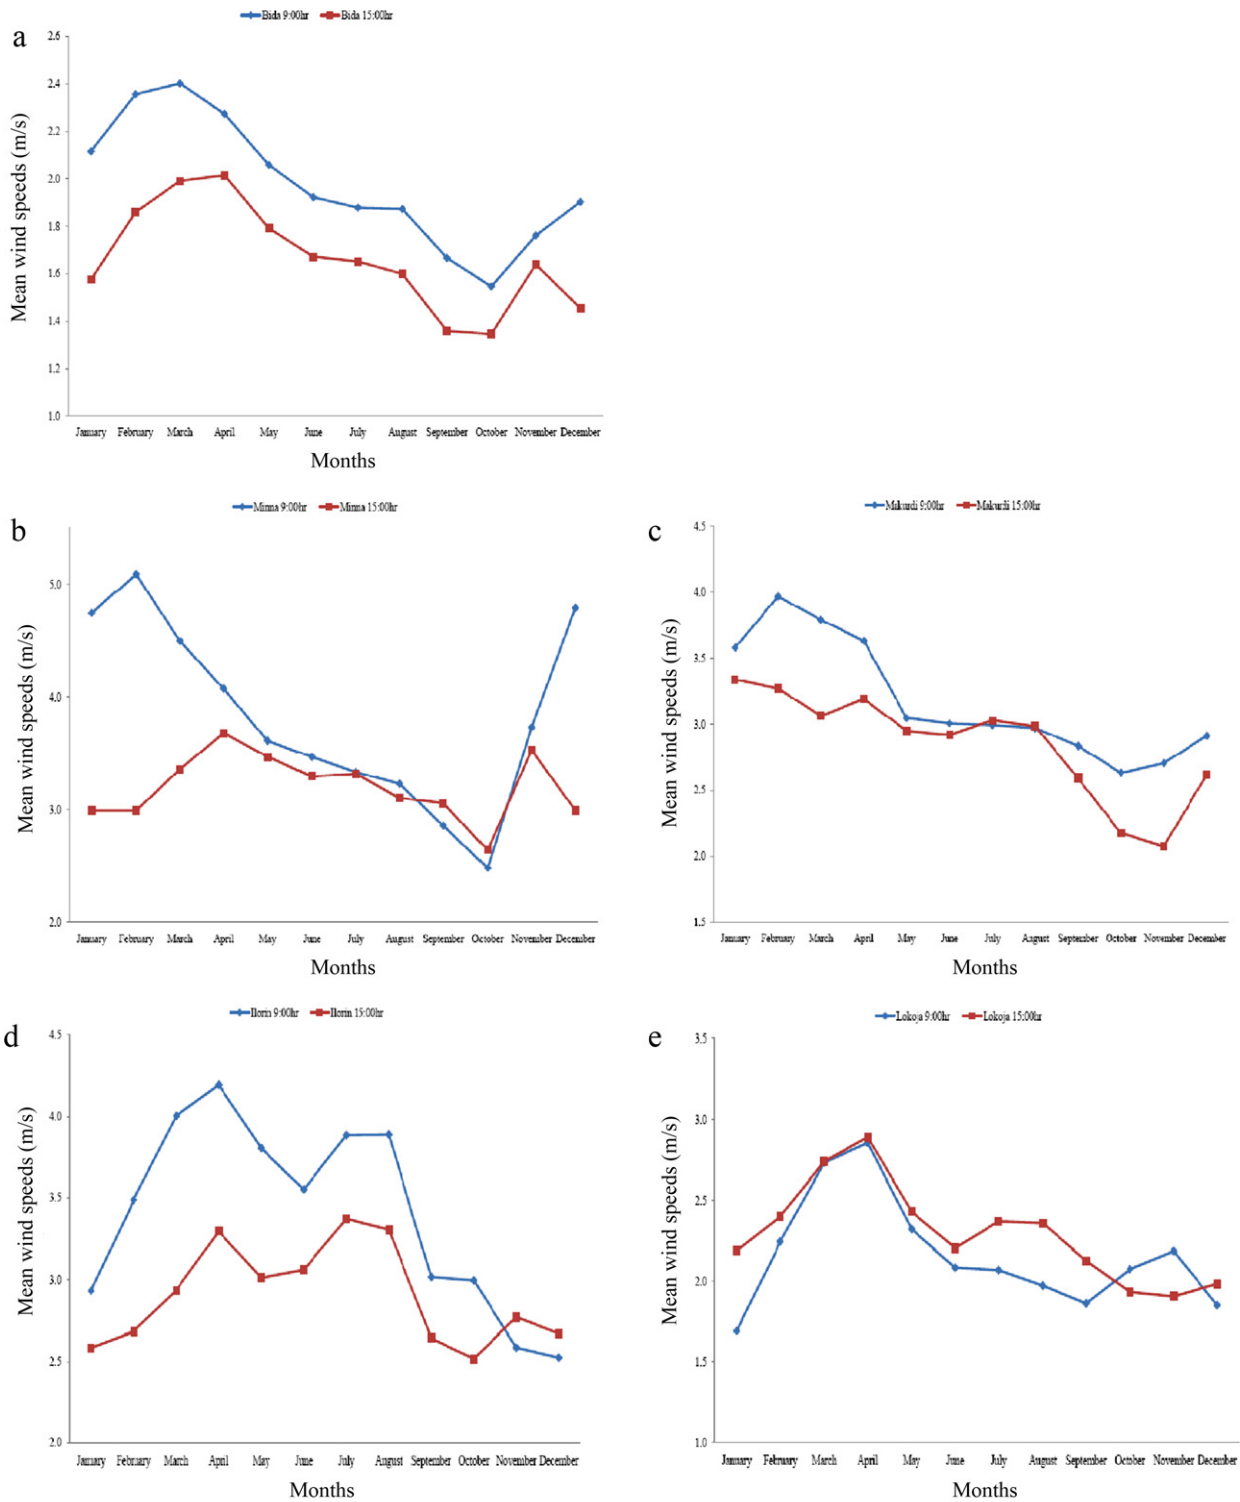 Bida 9:00hr Bida 15:00hr
a
2.6
2.4
2.2
2.0
1.8
1.6
1.4
1.2
1.0
Mean wind speeds (m/s)
January February March April May June July August September October November December
Months
Minna 9:00hr Minna 15:00hr
b
5.0
4.0
3.0
2.0
Mean wind speeds (m/s)
January February March April May June July August September October November December
Months
Makurdi 9:00hr Makurdi 15:00hr
c
4.5
4.0
3.5
3.0
2.5
2.0
1.5
Mean wind speeds (m/s)
January February March April May June July August September October November December
Months
Ilorin 9:00hr Ilorin 15:00hr
d
4.5
4.0
3.5
3.0
2.5
2.0
Mean wind speeds (m/s)
January February March April May June July August September October November December
Months
Lokoja 9:00hr Lokoja 15:00hr
e
3.5
3.0
2.5
2.0
1.5
1.0
Mean wind speeds (m/s)
January February March April May June July August September October November December
Months